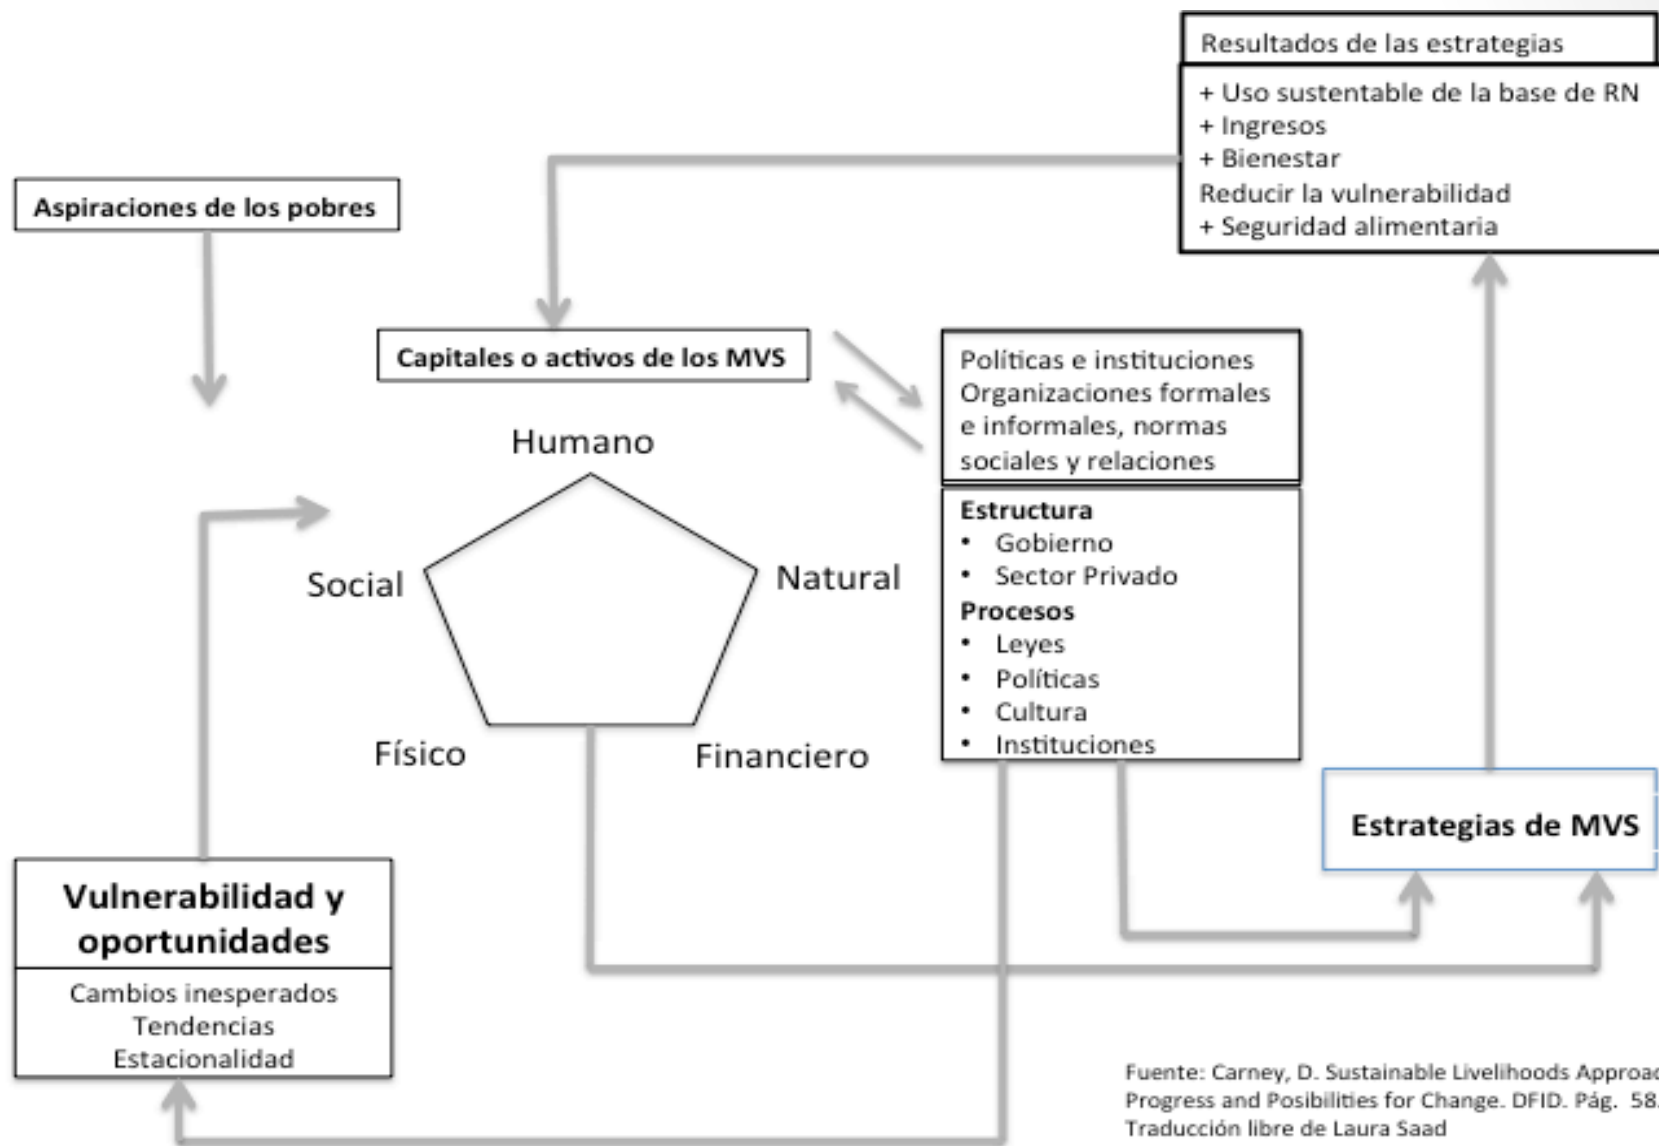 Resultados de las estrategias
+ Uso sustentable de la base de RN
+ Ingresos
+ Bienestar
Reducir la vulnerabilidad
+ Seguridad alimentaria
Aspiraciones de los pobres
Capitales o activos de los MVS
Humano
Social
Natural
Físico
Financiero
Políticas e instituciones
Organizaciones formales
e informales, normas
sociales y relaciones
Estructura
• Gobierno
• Sector Privado
Procesos
• Leyes
• Políticas
• Cultura
• Instituciones
Estrategias de MVS
Vulnerabilidad y
oportunidades
Cambios inesperados
Tendencias
Estacionalidad
Fuente: Carney, D. Sustainable Livelihoods Approac
Progress and Posibilities for Change. DFID. Pág. 58.
Traducción libre de Laura Saad